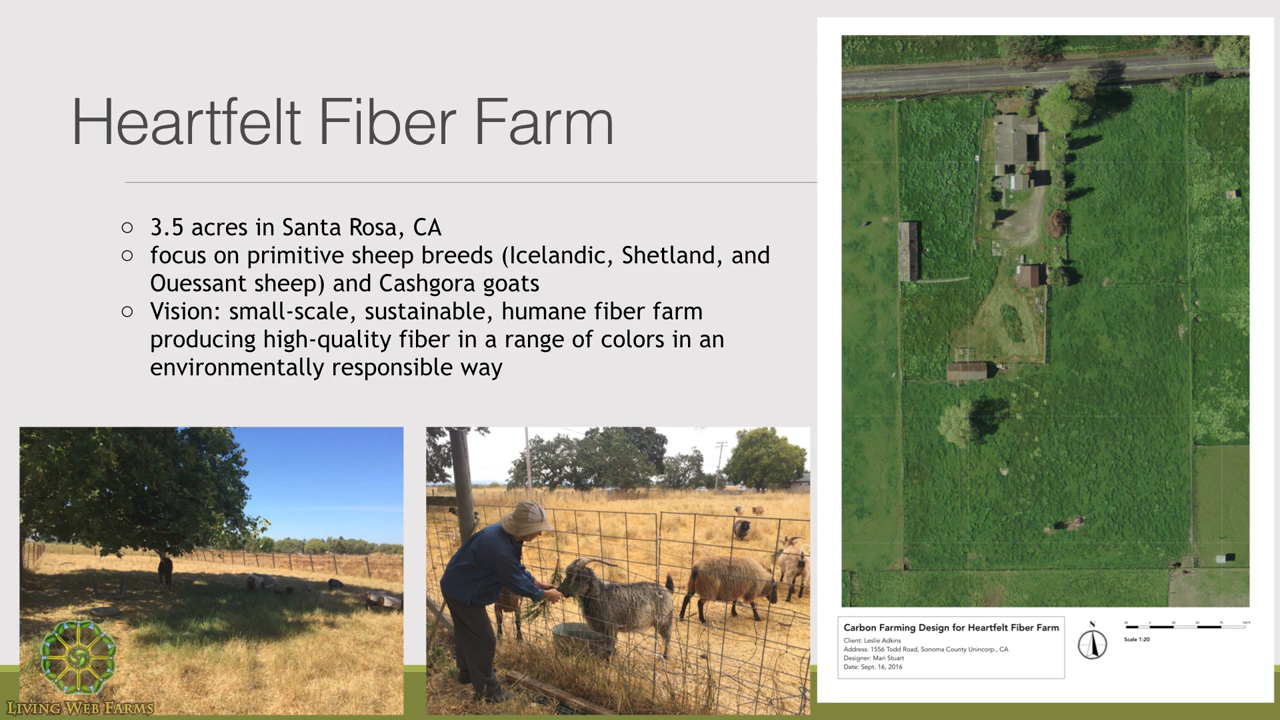 Heartfelt Fiber Farm
3.5 acres in Santa Rosa, CA
focus on primitive sheep breeds (Icelandic, Shetland, and
Ouessant sheep) and Cashgora goats
Vision: small-scale, sustainable, humane fiber farm
producing high-quality fiber in a range of colors in an
environmentally responsible way
Carbon Farming Design for Heartfelt Fiber Farm
Client: Leslie Adkins
Address: 1556 Todd Road, Sonoma County Unincorp., CA
Designer: Mari Stuart
Date: Sept. 16, 2016
N
Scale 1:20
LIVING WEB FARMS